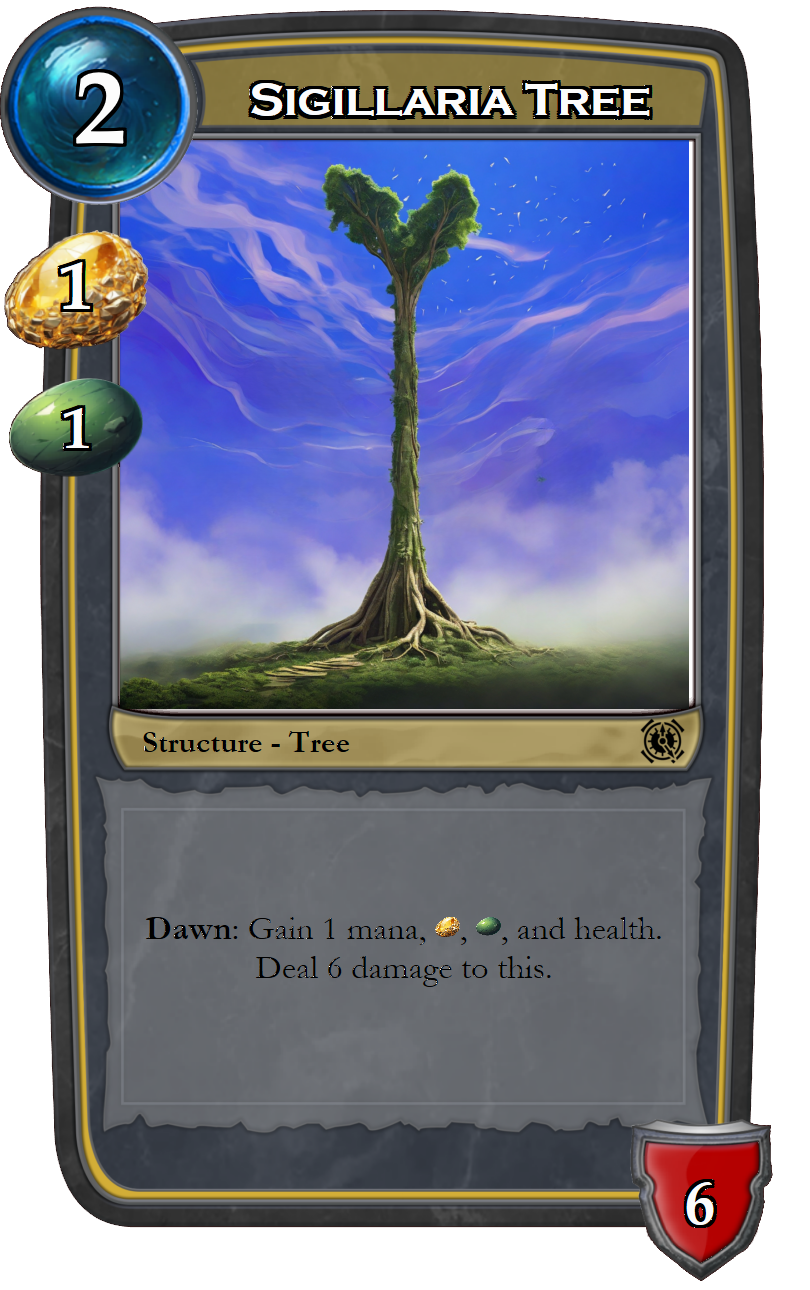 2
Sigillaria Tree
1
1
Structure - Tree
Dawn: Gain 1 mana, , , and health.
Deal 6 damage to this.
6